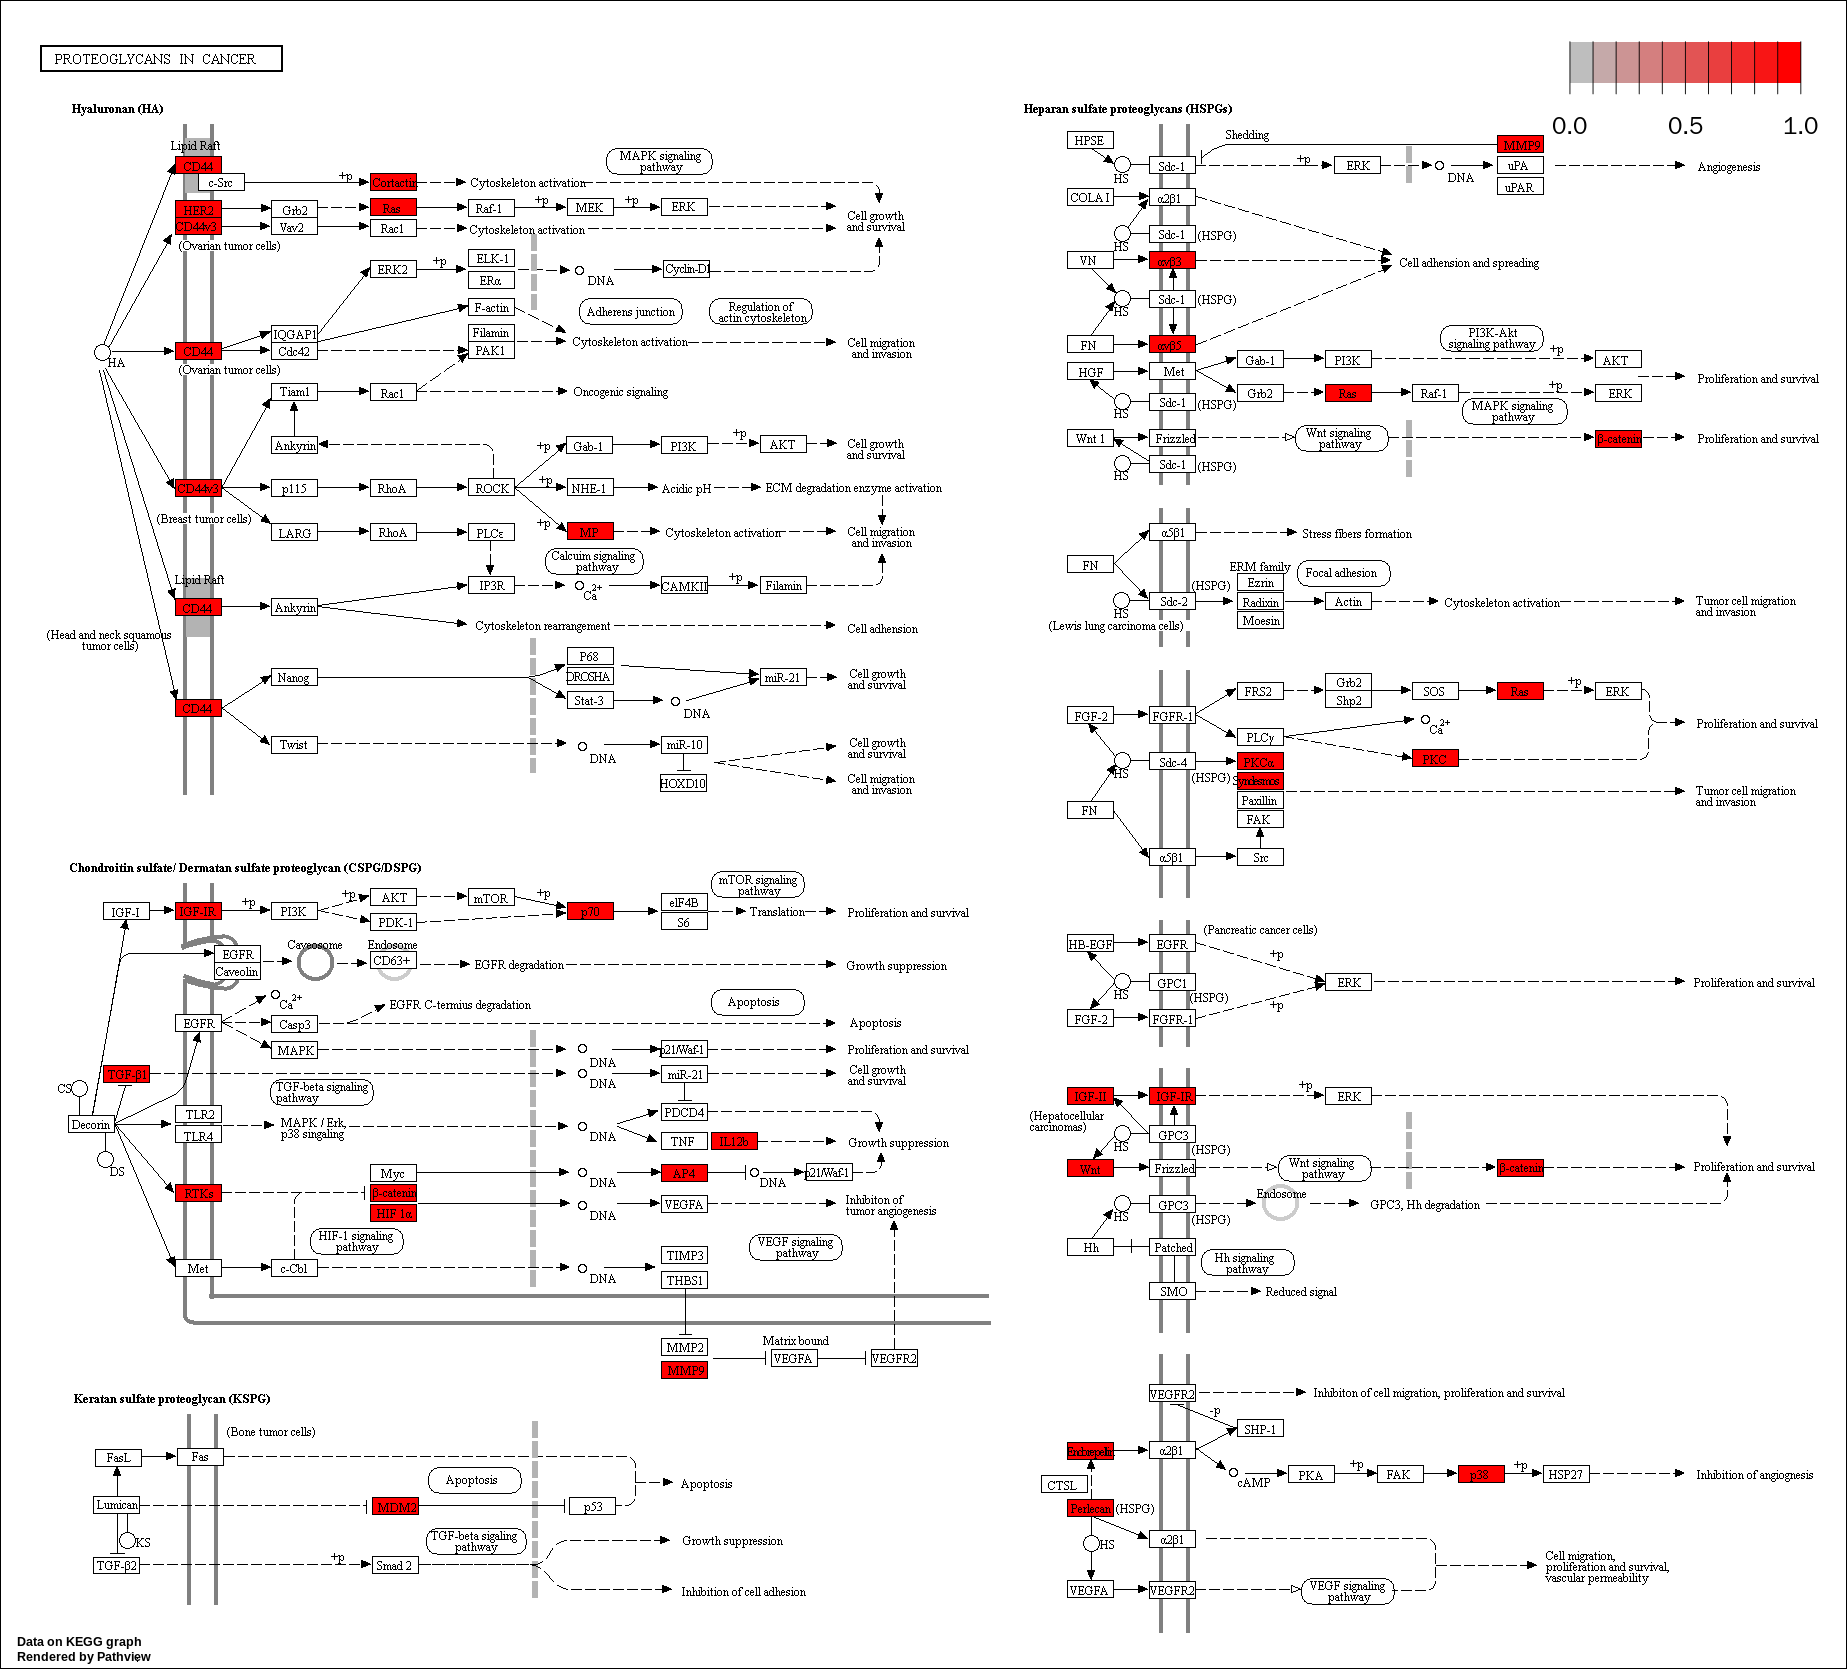 PROTEOGLYCANS IN CANCER
0.0 0.5 1.0
Hyaluronan (HA)
Lipid Raft
CD44
c-Src
+p
Cortactin
Cytoskeleton activation
MAPK signaling
pathway
HER2
Grb2
Ras
Raf-1
+p
MEK
+p
ERK
Cell growth
and survival
CD44v3
Vav2
Rac1
Cytoskeleton activation
(Ovarian tumor cells)
ERK2
+p
ELK-1
ERα
DNA
Cyclin-D1
F-actin
Adherens junction
Regulation of
actin cytoskeleton
HA
CD44
IQGAP1
Cdc42
Filamin
PAK1
Cytoskeleton activation
Cell migration
and invasion
(Ovarian tumor cells)
Tiam1
Rac1
Oncogenic signaling
Ankyrin
+p
Gab-1
PI3K
+p
AKT
Cell growth
and survival
CD44v3
p115
RhoA
ROCK
+p
NHE-1
Acidic pH
ECM degradation enzyme activation
(Breast tumor cells)
LARG
RhoA
PLCε
+p
MP
Cytoskeleton activation
Cell migration
and invasion
Calcuim signaling
pathway
Lipid Raft
IP3R
Ca2+
CAMKII
+p
Filamin
CD44
Ankyrin
Cytoskeleton rearrangement
Cell adhesion
(Head and neck squamous
tumor cells)
P68
DROSHA
Nanog
miR-21
Cell growth
and survival
Stat-3
DNA
CD44
Twist
DNA
miR-10
Cell growth
and survival
HOXD10
Cell migration
and invasion
Chondroitin sulfate/ Dermatan sulfate proteoglycan (CSPG/DSPG)
IGF-I
IGF-IR
+p
PI3K
+p
AKT
mTOR
+p
PDK-1
p70
eIF4B
S6
mTOR signaling
pathway
Translation
Proliferation and survival
EGFR
Caveolin
Caveosome
Endosome
CD63+
EGFR degradation
Growth suppression
Ca2+
EGFR C-termius degradation
Apoptosis
EGFR
Casp3
Apoptosis
MAPK
DNA
p21/Waf-1
Proliferation and survival
TGF-β1
DNA
miR-21
Cell growth
and survival
CS
TGF-beta signaling
pathway
Decorin
TLR2
TLR4
MAPK / Erk,
p38 singaling
DNA
PDCD4
TNF
IL12b
Growth suppression
DS
Myc
DNA
AP4
DNA
p21/Waf-1
RTKs
β-catenin
HIF-1α
DNA
VEGFA
Inhibiton of
tumor angiogenesis
HIF-1 signaling
pathway
VEGF signaling
pathway
Met
c-Cbl
DNA
TIMP3
THBS1
MMP2
MMP9
Matrix bound
VEGFA
VEGFR2
Keratan sulfate proteoglycan (KSPG)
(Bone tumor cells)
FasL
Fas
Apoptosis
Apoptosis
Lumican
MDM2
p53
KS
TGF-β2
+p
Smad 2
TGF-beta sigaling
pathway
Growth suppression
Inhibition of cell adhesion
Heparan sulfate proteoglycans (HSPGs)
HPSE
HS
Sdc-1
Shedding
+p
ERK
DNA
MMP9
uPA
uPAR
Angiogenesis
COLA1
α2β1
HS
Sdc-1
(HSPG)
VN
αvβ3
Cell adhesion and spreading
HS
Sdc-1
(HSPG)
FN
αvβ5
PI3K-Akt
signaling pathway
HGF
Met
Gab-1
PI3K
+p
AKT
HS
Sdc-1
(HSPG)
Grb2
Ras
Raf-1
+p
ERK
Proliferation and survival
MAPK signaling
pathway
Wnt 1
Frizzled
Wnt signaling
pathway
β-catenin
Proliferation and survival
HS
Sdc-1
(HSPG)
α5β1
Stress fibers formation
FN
(HSPG)
ERM family
Ezrin
Radixin
Moesin
Focal adhesion
HS
Sdc-2
Actin
Cytoskeleton activation
Tumor cell migration
and invasion
(Lewis lung carcinoma cells)
FGF-2
FGFR-1
FRS2
Grb2
Shp2
SOS
Ras
+p
ERK
PLCγ
Ca2+
PKC
Proliferation and survival
HS
Sdc-4
(HSPG)
PKCα
Syndesmos
Paxillin
FAK
Tumor cell migration
and invasion
FN
α5β1
Src
HB-EGF
EGFR
(Pancreatic cancer cells)
+p
HS
GPC1
(HSPG)
ERK
Proliferation and survival
FGF-2
FGFR-1
+p
IGF-II
IGF-IR
+p
ERK
(Hepatocellular
carcinomas)
HS
GPC3
(HSPG)
Wnt
Frizzled
Wnt signaling
pathway
β-catenin
Proliferation and survival
HS
GPC3
(HSPG)
Endosome
GPC3, Hh degradation
Hh
Patched
Hh signaling
pathway
SMO
Reduced signal
VEGFR2
Inhibiton of cell migration, proliferation and survival
-p
SHP-1
Endorepelin
α2β1
cAMP
PKA
+p
FAK
p38
+p
HSP27
Inhibition of angiognesis
CTSL
Perlecan
(HSPG)
HS
α2β1
Cell migration,
proliferation and survival,
vascular permeability
VEGFA
VEGFR2
VEGF signaling
pathway
Data on KEGG graph
Rendered by Pathview